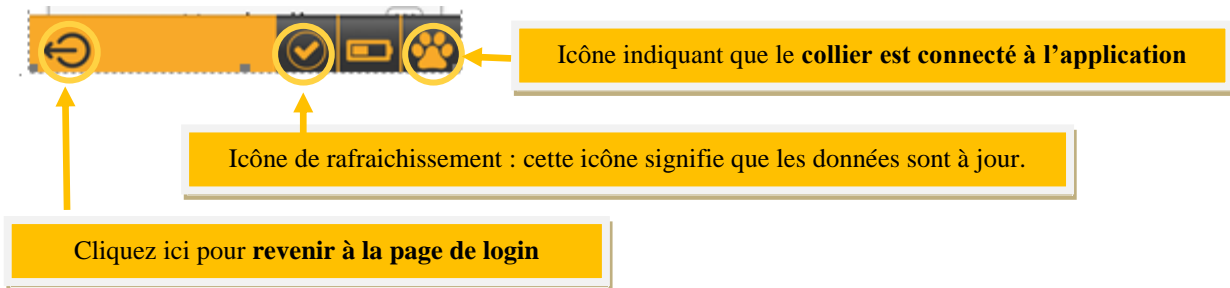 Icône indiquant que le collier est connecté à l’application
Icône de rafraichissement : cette icône signifie que les données sont à jour.
Cliquez ici pour revenir à la page de login